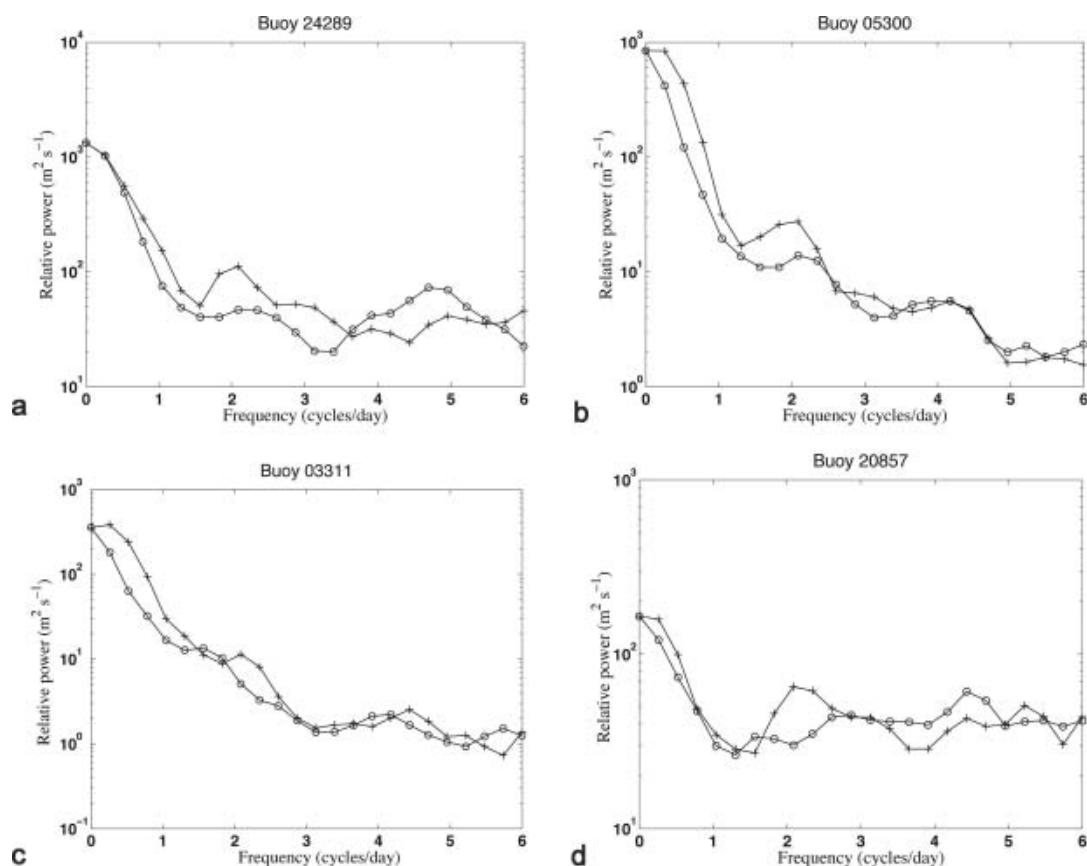 Buoy 24289
10^4
10^3
10^2
10^1
Relative power (m^2 s^−1)
0 1 2 3 4 5 6
Frequency (cycles/day)
a
Buoy 05300
10^3
10^2
10^1
10^0
Relative power (m^2 s^−1)
0 1 2 3 4 5 6
Frequency (cycles/day)
b
Buoy 03311
10^3
10^2
10^1
10^0
10^−1
Relative power (m^2 s^−1)
0 1 2 3 4 5 6
Frequency (cycles/day)
c
Buoy 20857
10^3
10^2
10^1
Relative power (m^2 s^−1)
0 1 2 3 4 5 6
Frequency (cycles/day)
d